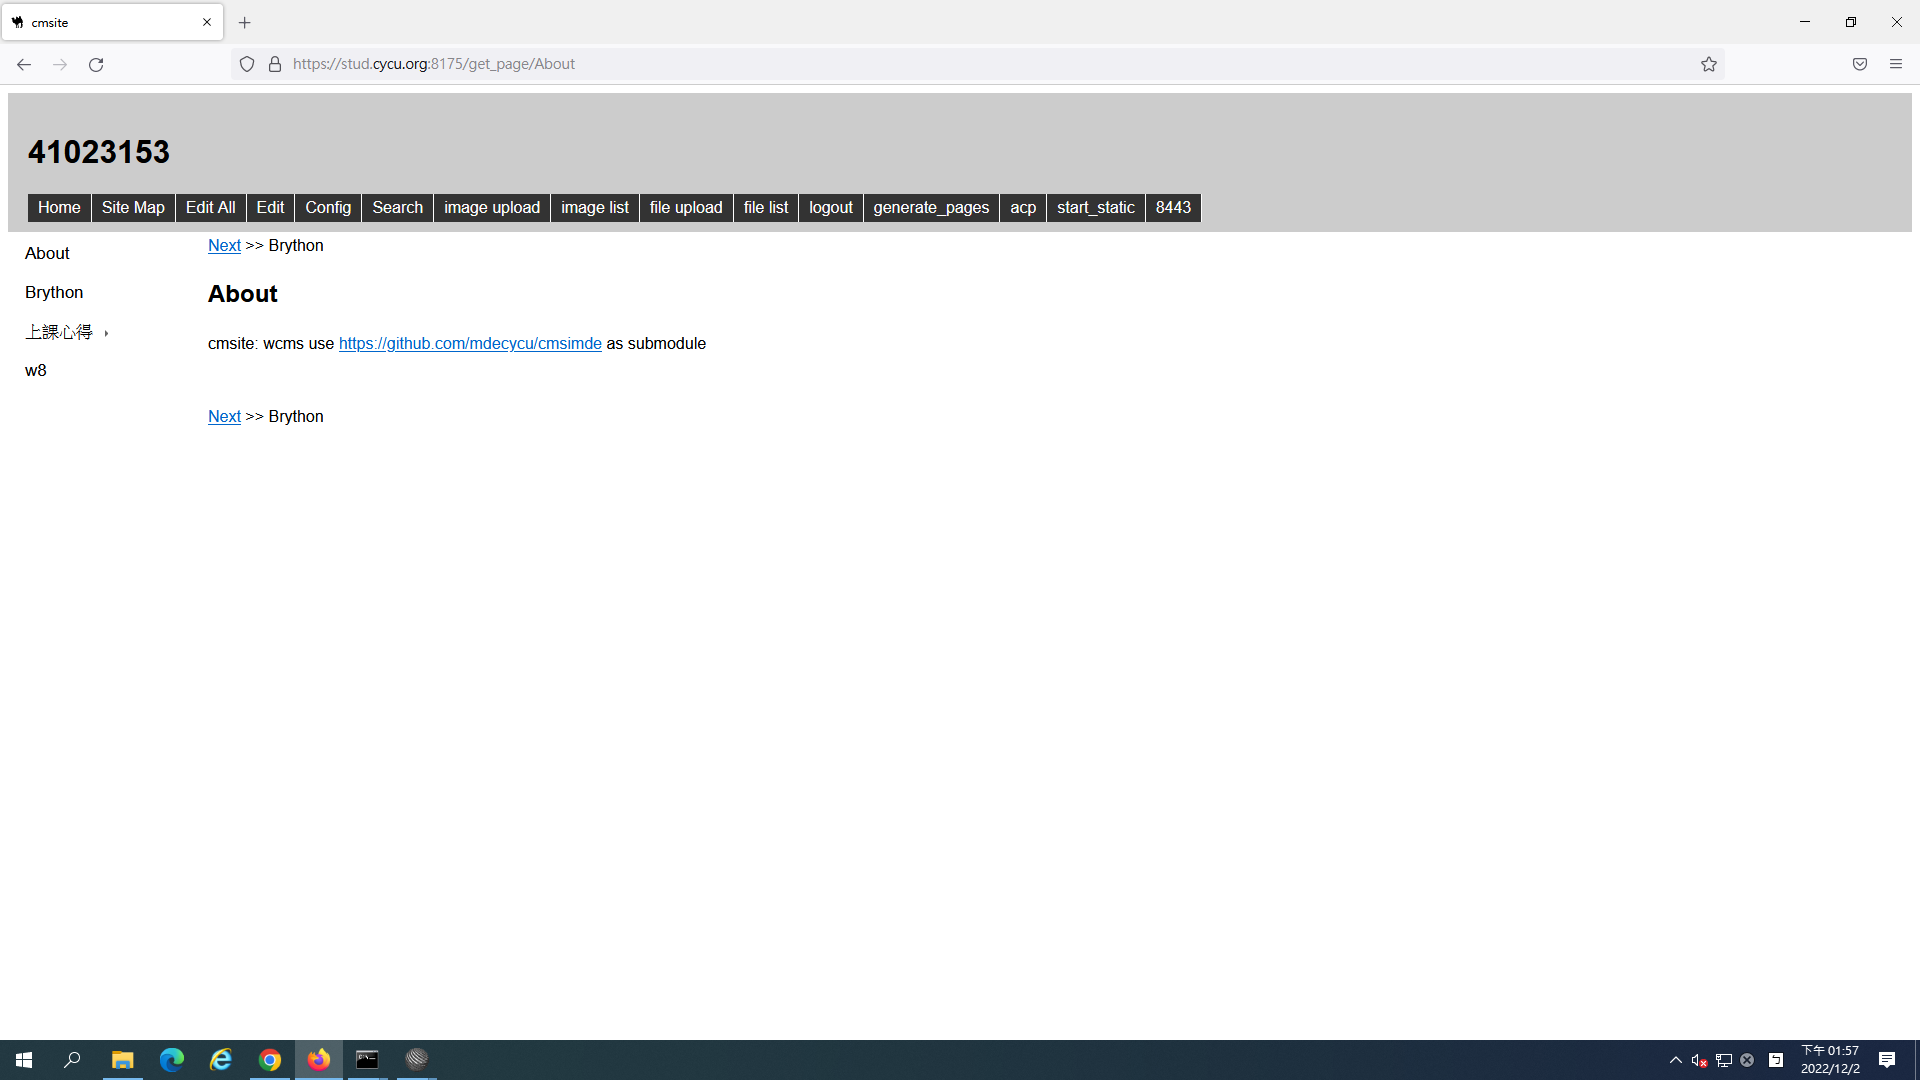 cmsite
https://stud.cycu.org:8175/get_page/About
41023153
Home Site Map Edit All Edit Config Search image upload image list file upload file list logout generate_pages acp start_static 8443
About
Brython
上課心得
w8
Next >> Brython
About
cmsite: wcms use https://github.com/mdecycu/cmsimde as submodule
Next >> Brython
下午 01:57
2022/12/2